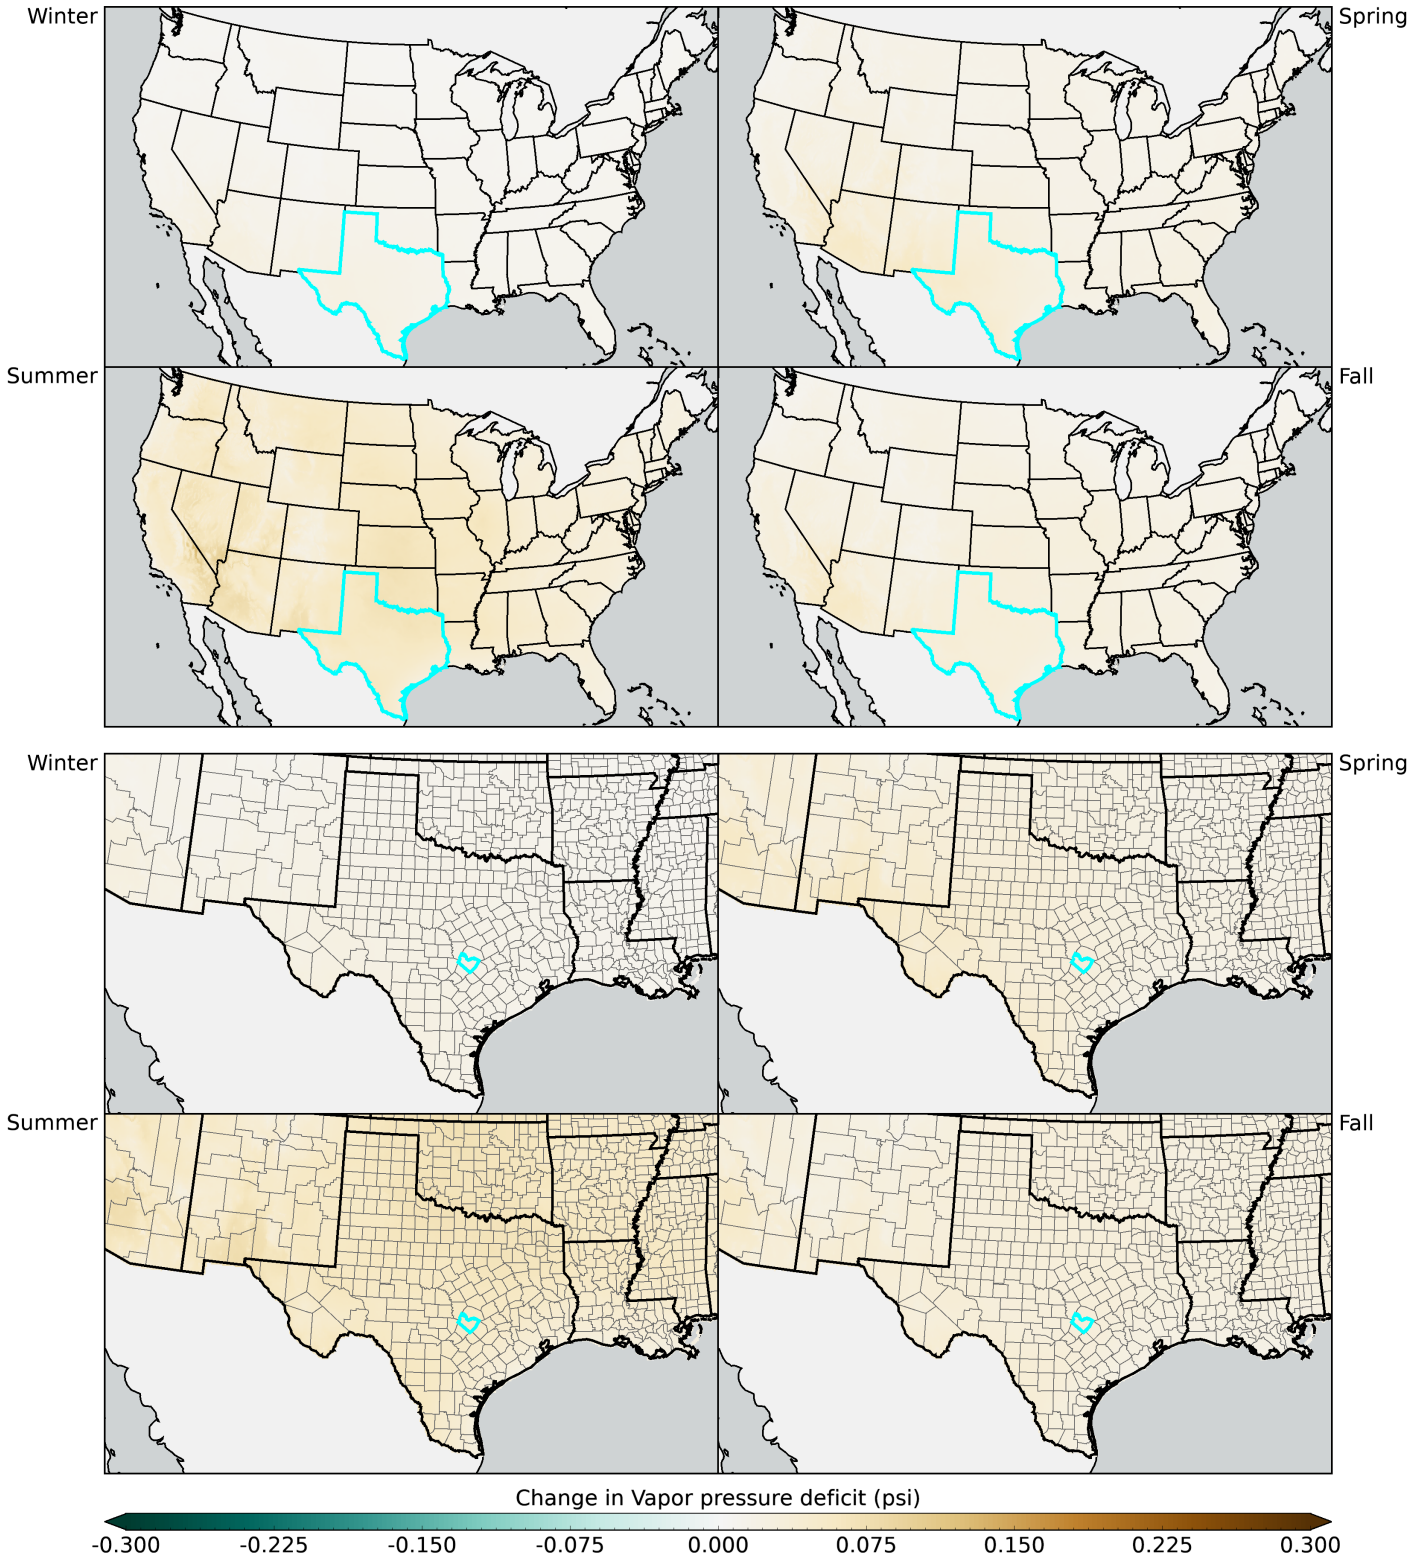 Winter
Spring
Summer
Fall
Winter
Spring
Summer
Fall
Change in Vapor pressure deficit (psi)
-0.300 -0.225 -0.150 -0.075 0.000 0.075 0.150 0.225 0.300